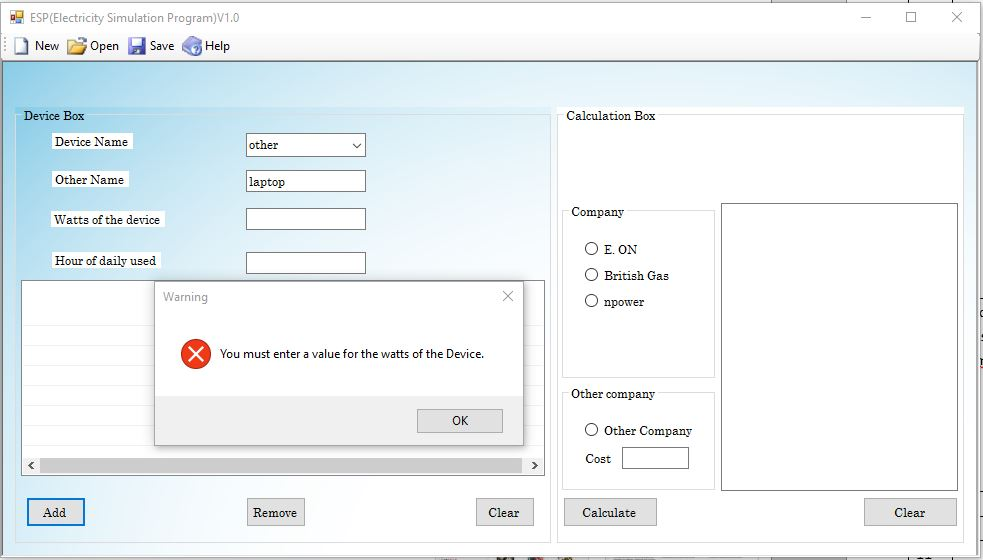 ESP(Electricity Simulation Program)V1.0
New Open Save Help
Device Box
Device Name other
Other Name laptop
Watts of the device
Hour of daily used
Warning
You must enter a value for the watts of the Device.
OK
Add Remove Clear
Calculation Box
Company
E. ON
British Gas
npower
Other company
Other Company
Cost
Calculate Clear